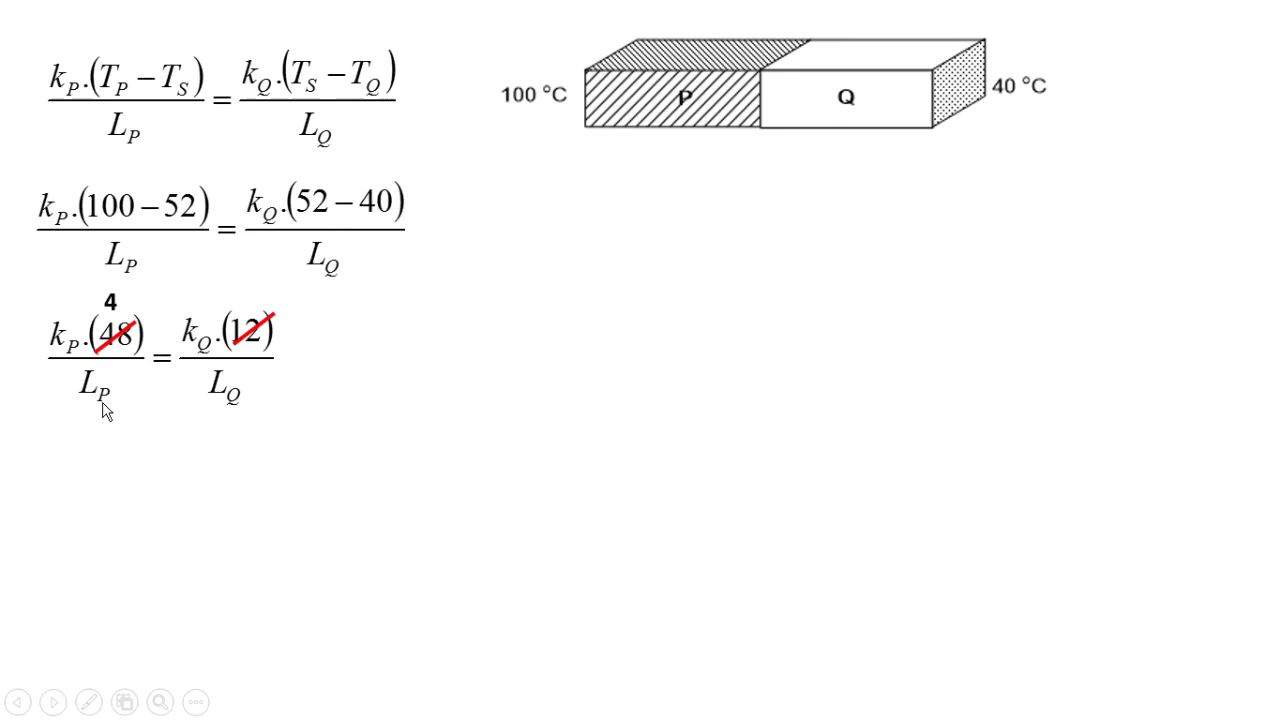 k_P.(T_P − T_S) / L_P = k_Q.(T_S − T_Q) / L_Q
100 °C P Q 40 °C
k_P.(100 − 52) / L_P = k_Q.(52 − 40) / L_Q
4
k_P.(48) / L_P = k_Q.(12) / L_Q